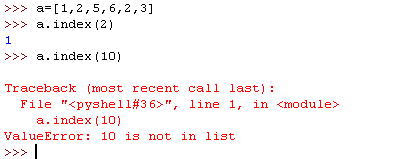 >>> a=[1,2,5,6,2,3]
>>> a.index(2)
1
>>> a.index(10)
Traceback (most recent call last):
  File "<pyshell#36>", line 1, in <module>
    a.index(10)
ValueError: 10 is not in list
>>>